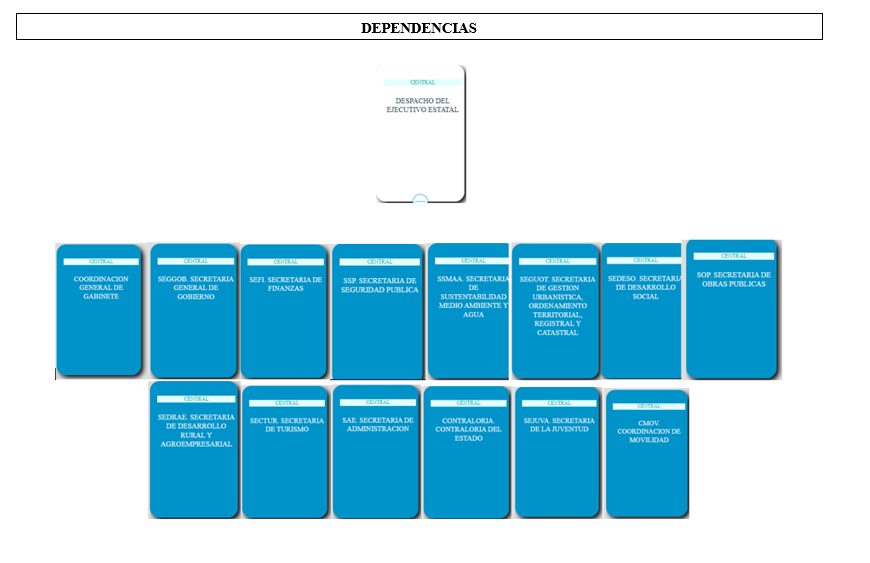 DEPENDENCIAS
CENTRAL
DESPACHO DEL
EJECUTIVO ESTATAL
CENTRAL
COORDINACION
GENERAL DE
GABINETE
CENTRAL
SEGGOB. SECRETARIA
GENERAL DE
GOBIERNO
CENTRAL
SEFI. SECRETARIA DE
FINANZAS
CENTRAL
SSP. SECRETARIA DE
SEGURIDAD PUBLICA
CENTRAL
SSMAA. SECRETARIA
DE
SUSTENTABILIDAD
MEDIO AMBIENTE Y
AGUA
CENTRAL
SEGUOT. SECRETARIA
DE GESTION
URBANISTICA,
ORDENAMIENTO
TERRITORIAL,
REGISTRAL Y
CATASTRAL
CENTRAL
SEDESO. SECRETARIA
DE DESARROLLO
SOCIAL
CENTRAL
SOP. SECRETARIA DE
OBRAS PUBLICAS
CENTRAL
SEDRAE. SECRETARIA
DE DESARROLLO
RURAL Y
AGROEMPRESARIAL
CENTRAL
SECTUR. SECRETARIA
DE TURISMO
CENTRAL
SAE. SECRETARIA DE
ADMINISTRACION
CENTRAL
CONTRALORIA.
CONTRALORIA DEL
ESTADO
CENTRAL
SEJUVA. SECRETARIA
DE LA JUVENTUD
CENTRAL
CMOV.
COORDINACION DE
MOVILIDAD